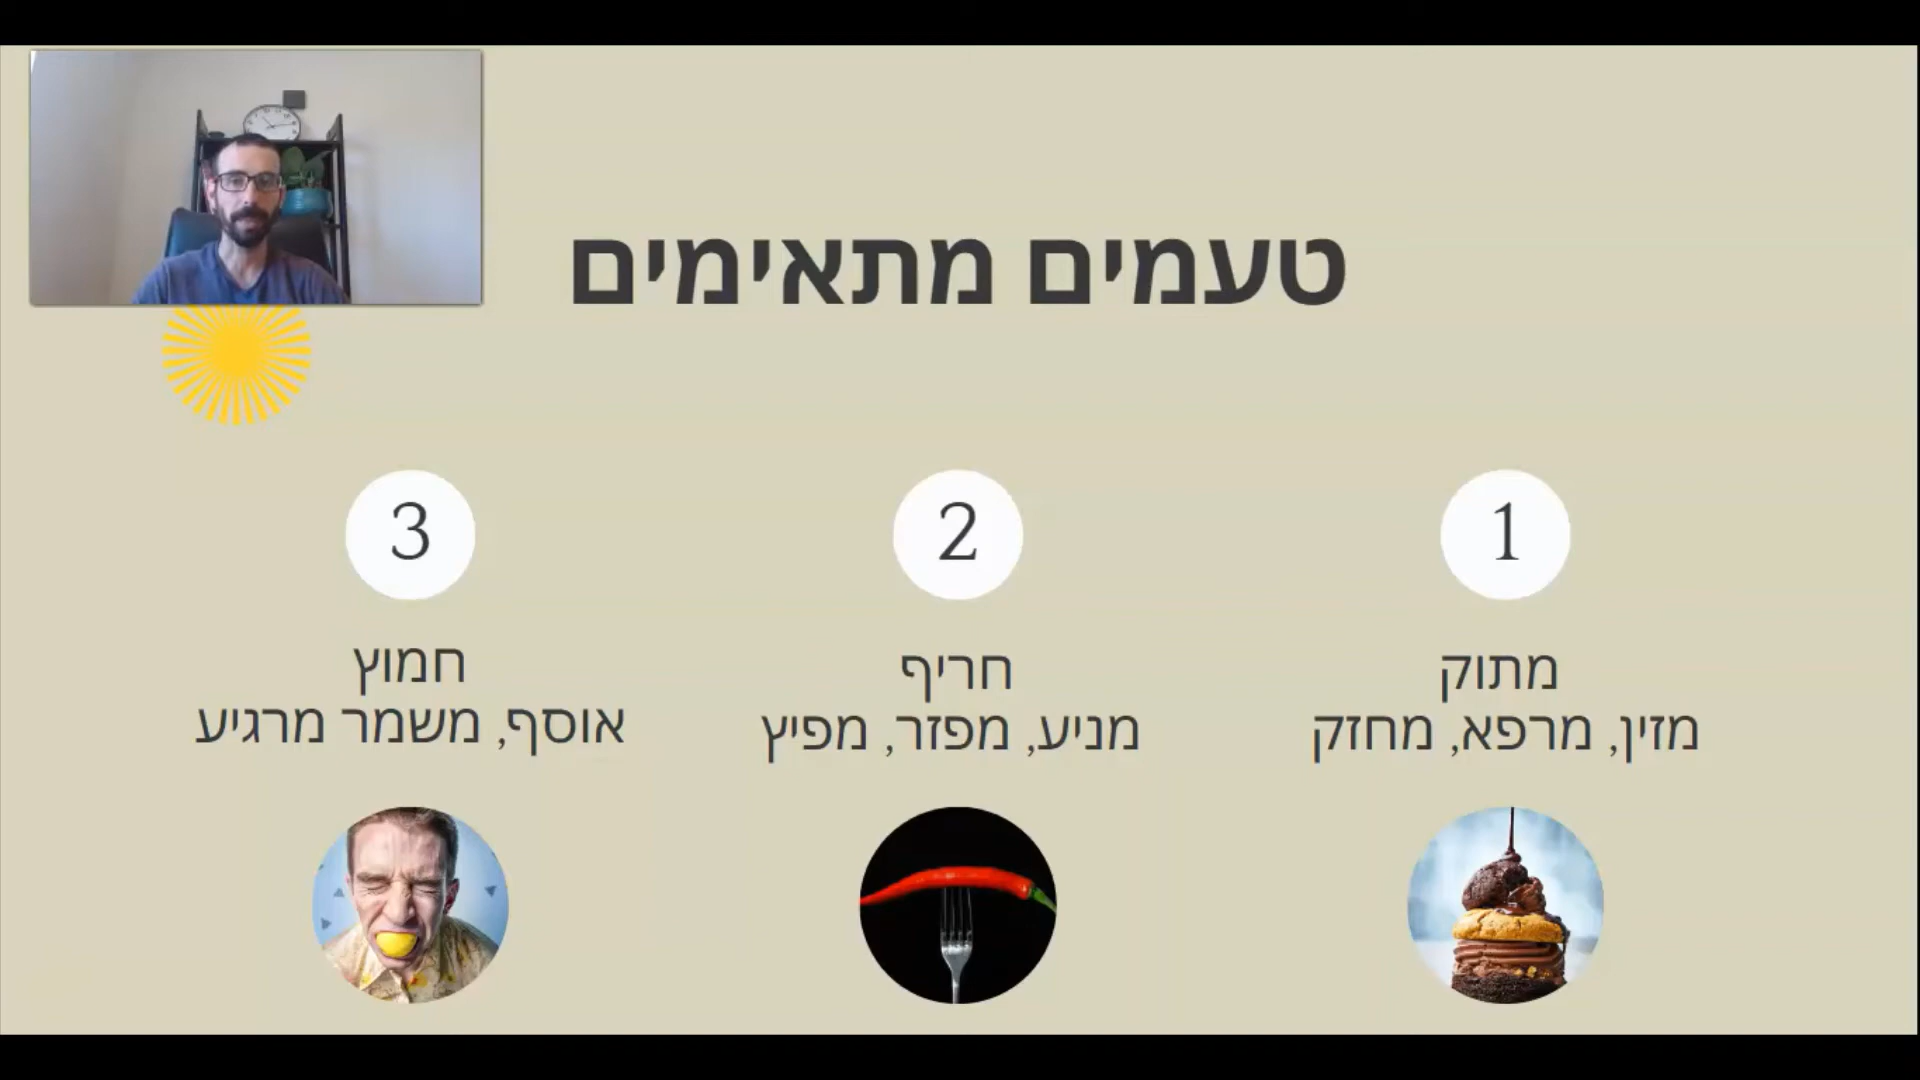 טעמים מתאימים
1
מתוק
מזין, מרפא, מחזק
2
חריף
מניע, מפזר, מפיץ
3
חמוץ
אוסף, משמר מרגיע